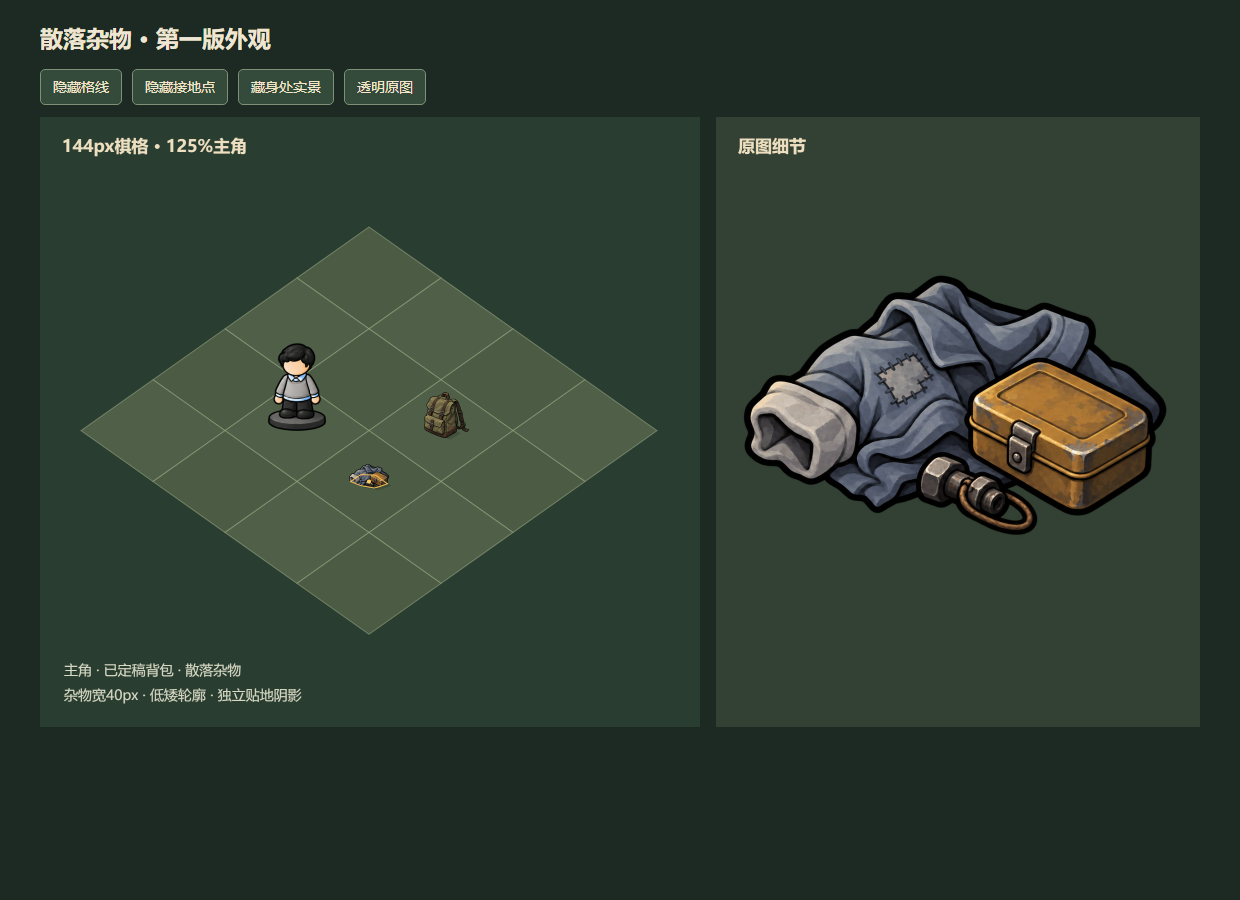 散落杂物 • 第一版外观
隐藏格线
隐藏接地点
藏身处实景
透明原图
144px棋格 • 125%主角
原图细节
主角 · 已定稿背包 · 散落杂物
杂物宽40px · 低矮轮廓 · 独立贴地阴影